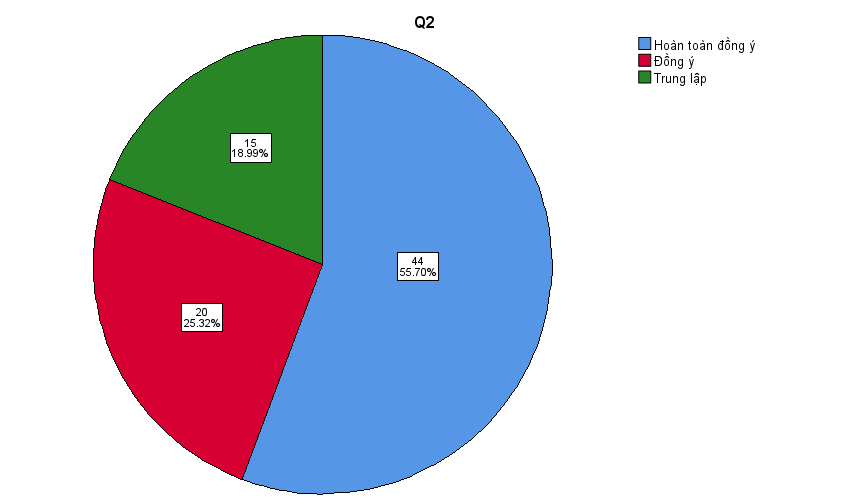 Q2
Hoàn toàn đồng ý
Đồng ý
Trung lập
15
18.99%
44
55.70%
20
25.32%